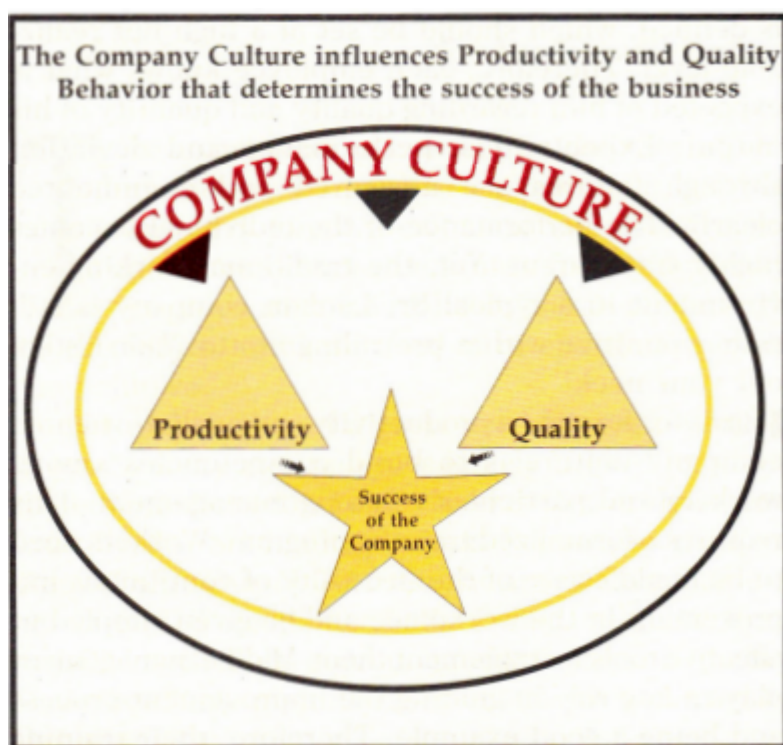 The Company Culture influences Productivity and Quality
Behavior that determines the success of the business
COMPANY CULTURE
Productivity
Quality
Success
of the
Company